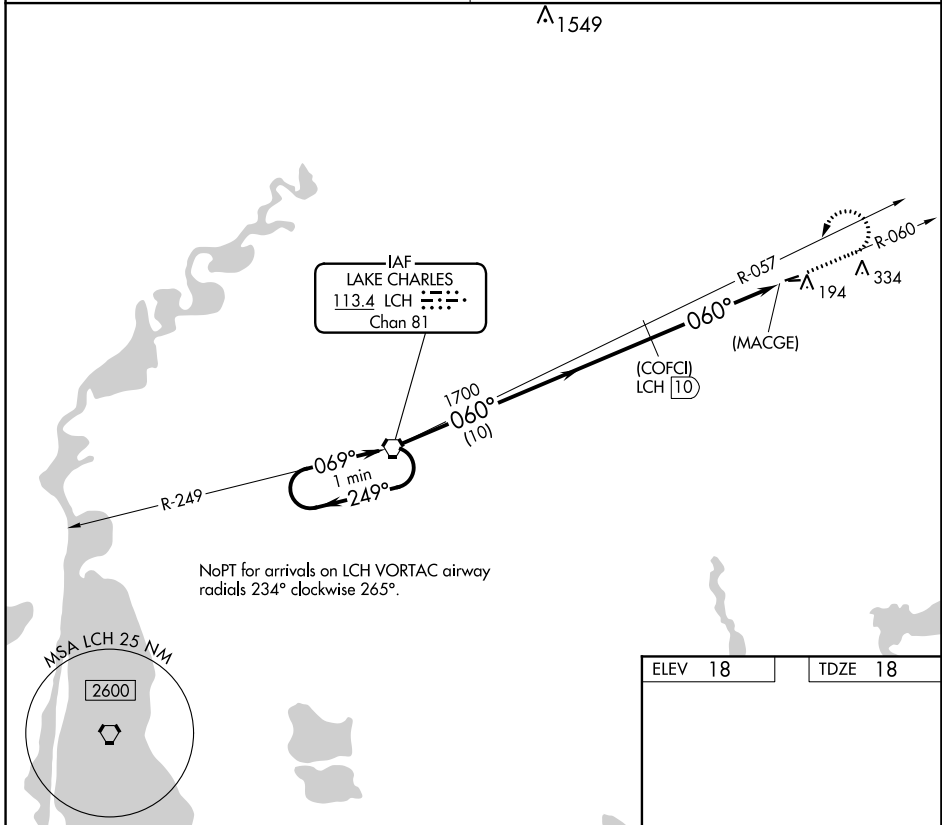 1549
IAF
LAKE CHARLES
113.4 LCH
Chan 81
R-057
R-060
334
194
060°
(MACGE)
(COFCI)
LCH 10
1700
060°
(10)
069°
1 min
249°
R-249
NoPT for arrivals on LCH VORTAC airway
radials 234° clockwise 265°.
MSA LCH 25 NM
2600
ELEV 18
TDZE 18